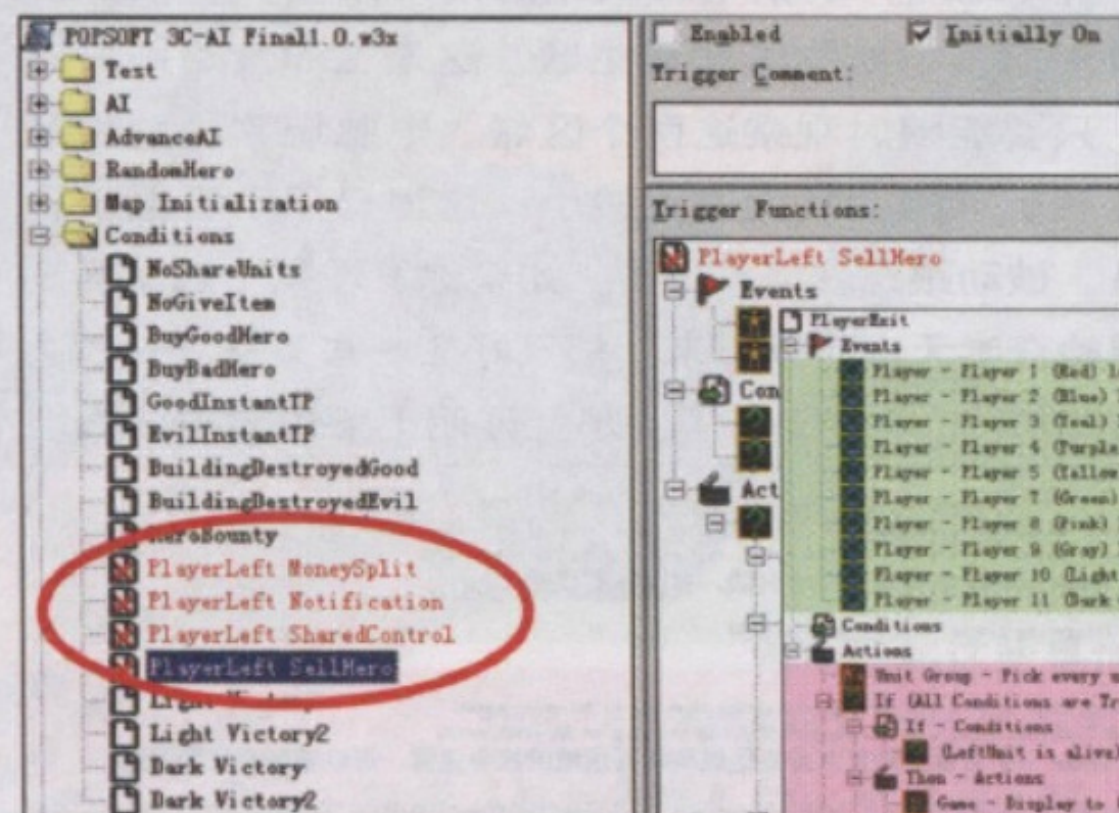 POPSOFT 3C-AI Final1.0.w3x
Test
AI
AdvanceAI
RandomHero
Map Initialization
Conditions
NoShareUnits
NoGiveItem
BuyGoodHero
BuyBadHero
GoodInstantTP
EvilInstantTP
BuildingDestroyedGood
BuildingDestroyedEvil
HeroBounty
PlayerLeft MoneySplit
PlayerLeft Notification
PlayerLeft SharedControl
PlayerLeft SellHero
Light Victory2
Dark Victory
Dark Victory2
Enabled
Initially On
Trigger Comment:
Trigger Functions:
PlayerLeft SellHero
Events
Con
Act
PlayerExit
Events
Player - Player 1 (Red) l
Player - Player 2 (Blue)
Player - Player 3 (Teal)
Player - Player 4 (Purple
Player - Player 5 (Yellow
Player - Player 7 (Green)
Player - Player 8 (Pink)
Player - Player 9 (Gray)
Player - Player 10 (Light
Player - Player 11 (Dark
Conditions
Actions
Unit Group - Pick every u
If (All Conditions are Tr
If - Conditions
(LeftUnit is alive)
Then - Actions
Game - Display to